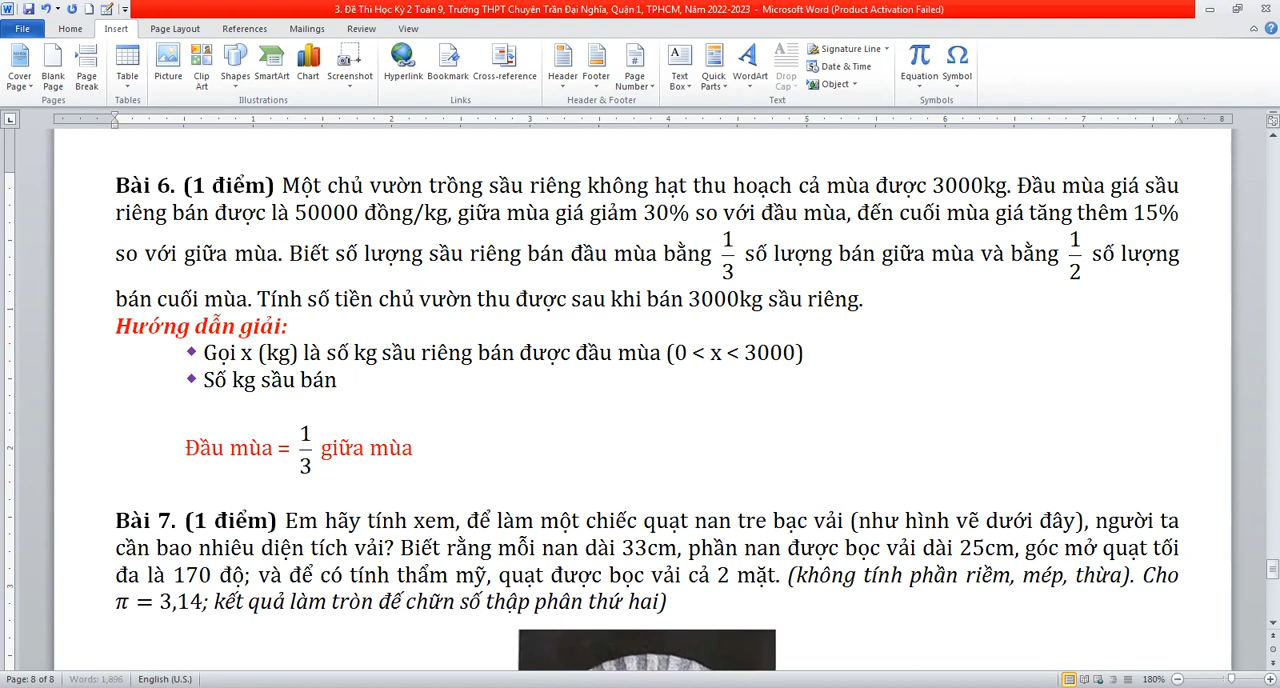 3. Đề Thi Học Kỳ 2 Toán 9, Trường THPT Chuyên Trần Đại Nghĩa, Quận 1, TPHCM, Năm 2022-2023 - Microsoft Word (Product Activation Failed)
File Home Insert Page Layout References Mailings Review View
Cover Page Blank Page Page Break Table Picture Clip Art Shapes SmartArt Chart Screenshot Hyperlink Bookmark Cross-reference Header Footer Page Number Text Box Quick Parts WordArt Drop Cap Signature Line Date & Time Object Equation Symbol
Pages Tables Illustrations Links Header & Footer Text Symbols
1 2 3 4 5 6 7 8
Bài 6. (1 điểm) Một chủ vườn trồng sầu riêng không hạt thu hoạch cả mùa được 3000kg. Đầu mùa giá sầu
riêng bán được là 50000 đồng/kg, giữa mùa giá giảm 30% so với đầu mùa, đến cuối mùa giá tăng thêm 15%
so với giữa mùa. Biết số lượng sầu riêng bán đầu mùa bằng 1/3 số lượng bán giữa mùa và bằng 1/2 số lượng
bán cuối mùa. Tính số tiền chủ vườn thu được sau khi bán 3000kg sầu riêng.
Hướng dẫn giải:
❖ Gọi x (kg) là số kg sầu riêng bán được đầu mùa (0 < x < 3000)
❖ Số kg sầu bán
Đầu mùa = 1/3 giữa mùa
Bài 7. (1 điểm) Em hãy tính xem, để làm một chiếc quạt nan tre bạc vải (như hình vẽ dưới đây), người ta
cần bao nhiêu diện tích vải? Biết rằng mỗi nan dài 33cm, phần nan được bọc vải dài 25cm, góc mở quạt tối
đa là 170 độ; và để có tính thẩm mỹ, quạt được bọc vải cả 2 mặt. (không tính phần riềm, mép, thừa). Cho
π = 3,14; kết quả làm tròn đế chữn số thập phân thứ hai)
Page: 8 of 8 Words: 1,896 English (U.S.) 180%